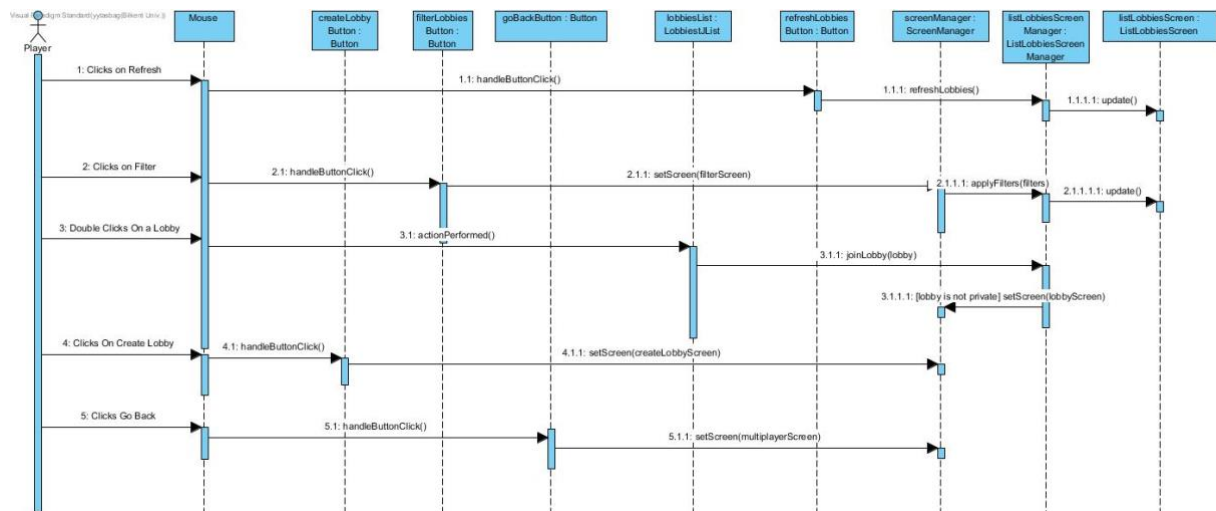 Visual Paradigm Standard(yytasbag(Bilkent Univ.))
Player
Mouse
createLobby
Button :
Button
filterLobbies
Button :
Button
goBackButton : Button
lobbiesList :
LobbiestJList
refreshLobbies
Button : Button
screenManager :
ScreenManager
listLobbiesScreen
Manager :
ListLobbiesScreen
Manager
listLobbiesScreen :
ListLobbiesScreen
1: Clicks on Refresh
1.1: handleButtonClick()
1.1.1: refreshLobbies()
1.1.1.1: update()
2: Clicks on Filter
2.1: handleButtonClick()
2.1.1: setScreen(filterScreen)
2.1.1.1: applyFilters(filters)
2.1.1.1.1: update()
3: Double Clicks On a Lobby
3.1: actionPerformed()
3.1.1: joinLobby(lobby)
3.1.1.1: [lobby is not private] setScreen(lobbyScreen)
4: Clicks On Create Lobby
4.1: handleButtonClick()
4.1.1: setScreen(createLobbyScreen)
5: Clicks Go Back
5.1: handleButtonClick()
5.1.1: setScreen(multiplayerScreen)